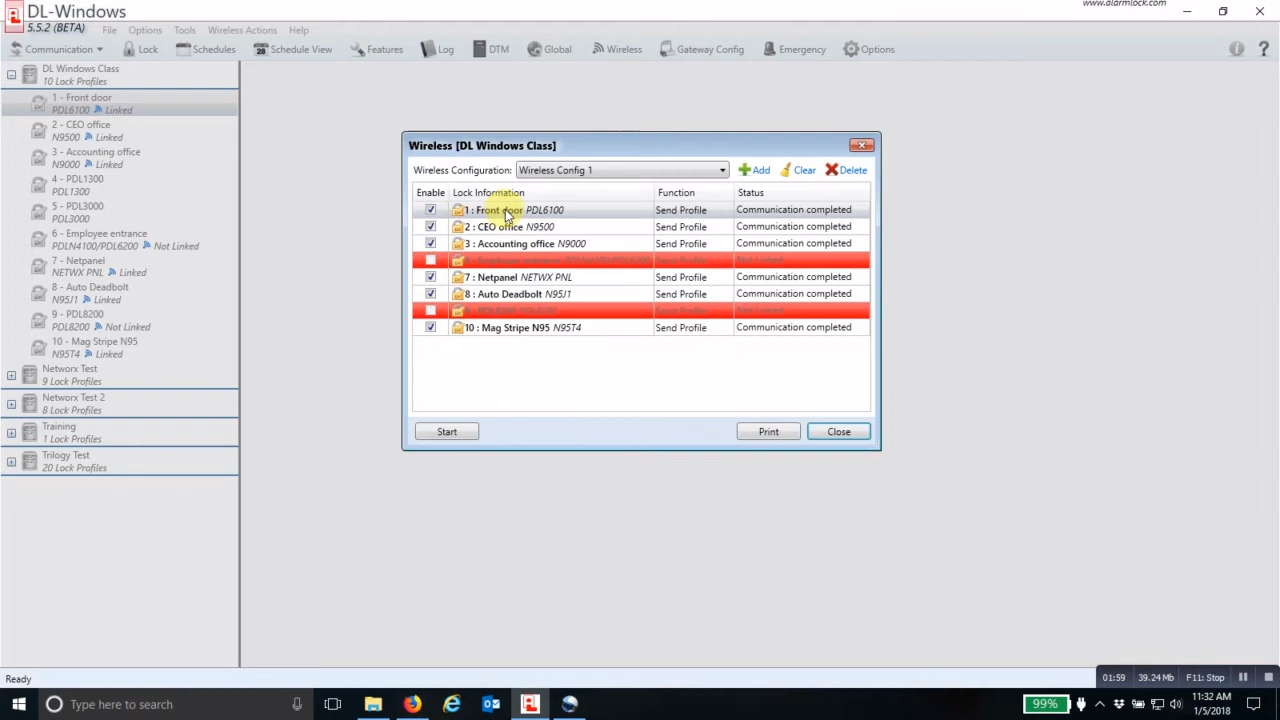 DL-Windows
www.alarmlock.com
5.5.2 (BETA) File Options Tools Wireless Actions Help
Communication Lock Schedules 28 Schedule View Features Log DTM Global Wireless Gateway Config Emergency Options
DL Windows Class
10 Lock Profiles
1 - Front door
PDL6100 Linked
2 - CEO office
N9500 Linked
3 - Accounting office
N9000 Linked
4 - PDL1300
PDL1300
5 - PDL3000
PDL3000
6 - Employee entrance
PDLN4100/PDL6200 Not Linked
7 - Netpanel
NETWX PNL Linked
8 - Auto Deadbolt
N95J1 Linked
9 - PDL8200
PDL8200 Not Linked
10 - Mag Stripe N95
N95T4 Linked
Networx Test
9 Lock Profiles
Networx Test 2
8 Lock Profiles
Training
1 Lock Profiles
Trilogy Test
20 Lock Profiles
Wireless [DL Windows Class]
Wireless Configuration: Wireless Config 1 Add Clear Delete
Enable Lock Information Function Status
1 : Front door PDL6100 Send Profile Communication completed
2 : CEO office N9500 Send Profile Communication completed
3 : Accounting office N9000 Send Profile Communication completed
7 : Netpanel NETWX PNL Send Profile Communication completed
8 : Auto Deadbolt N95J1 Send Profile Communication completed
10 : Mag Stripe N95 N95T4 Send Profile Communication completed
Start Print Close
Ready
01:59 39.24 Mb F11: Stop
Type here to search
99%
11:32 AM
1/5/2018